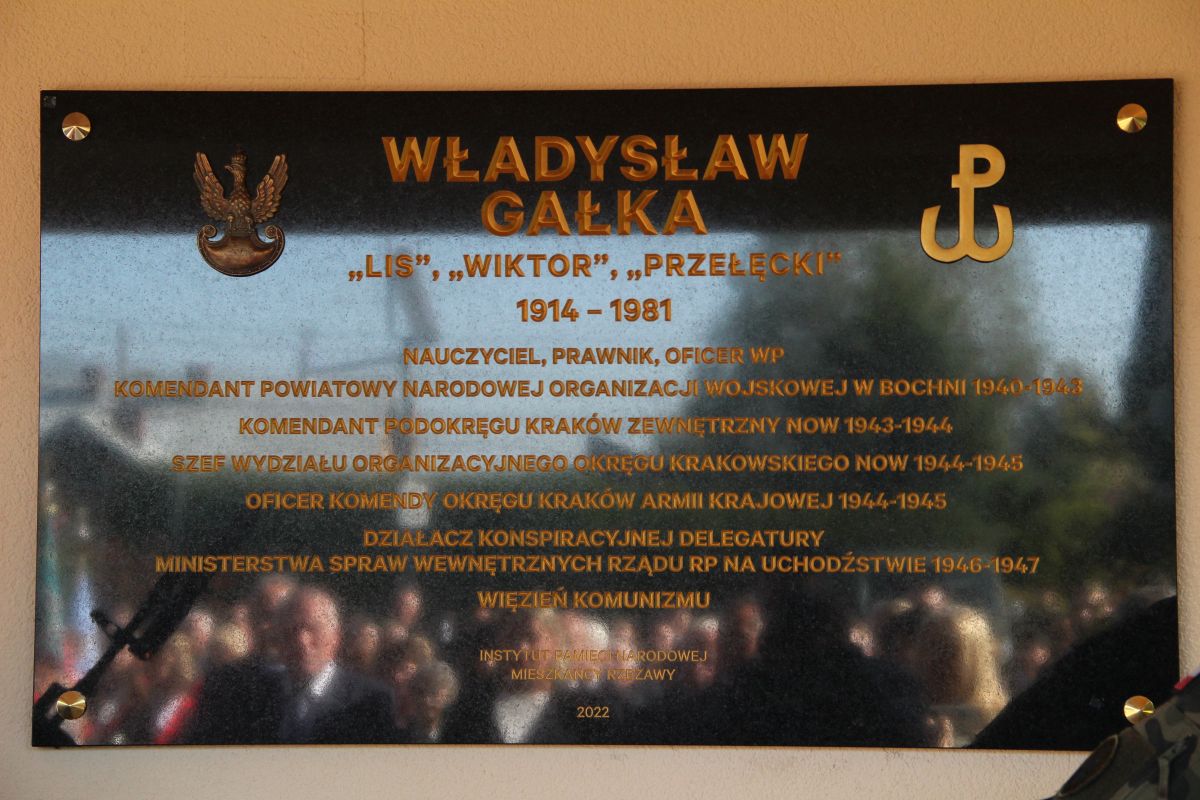 WŁADYSŁAW
GAŁKA
„LIS”, „WIKTOR”, „PRZEŁĘCKI”
1914 – 1981
NAUCZYCIEL, PRAWNIK, OFICER WP
KOMENDANT POWIATOWY NARODOWEJ ORGANIZACJI WOJSKOWEJ W BOCHNI 1940-1943
KOMENDANT PODOKRĘGU KRAKÓW ZEWNĘTRZNY NOW 1943-1944
SZEF WYDZIAŁU ORGANIZACYJNEGO OKRĘGU KRAKOWSKIEGO NOW 1944-1945
OFICER KOMENDY OKRĘGU KRAKÓW ARMII KRAJOWEJ 1944-1945
DZIAŁACZ KONSPIRACYJNEJ DELEGATURY
MINISTERSTWA SPRAW WEWNĘTRZNYCH RZĄDU RP NA UCHODŹSTWIE 1946-1947
WIĘZIEŃ KOMUNIZMU
INSTYTUT PAMIĘCI NARODOWEJ
MIESZKAŃCY RZEZAWY
2022